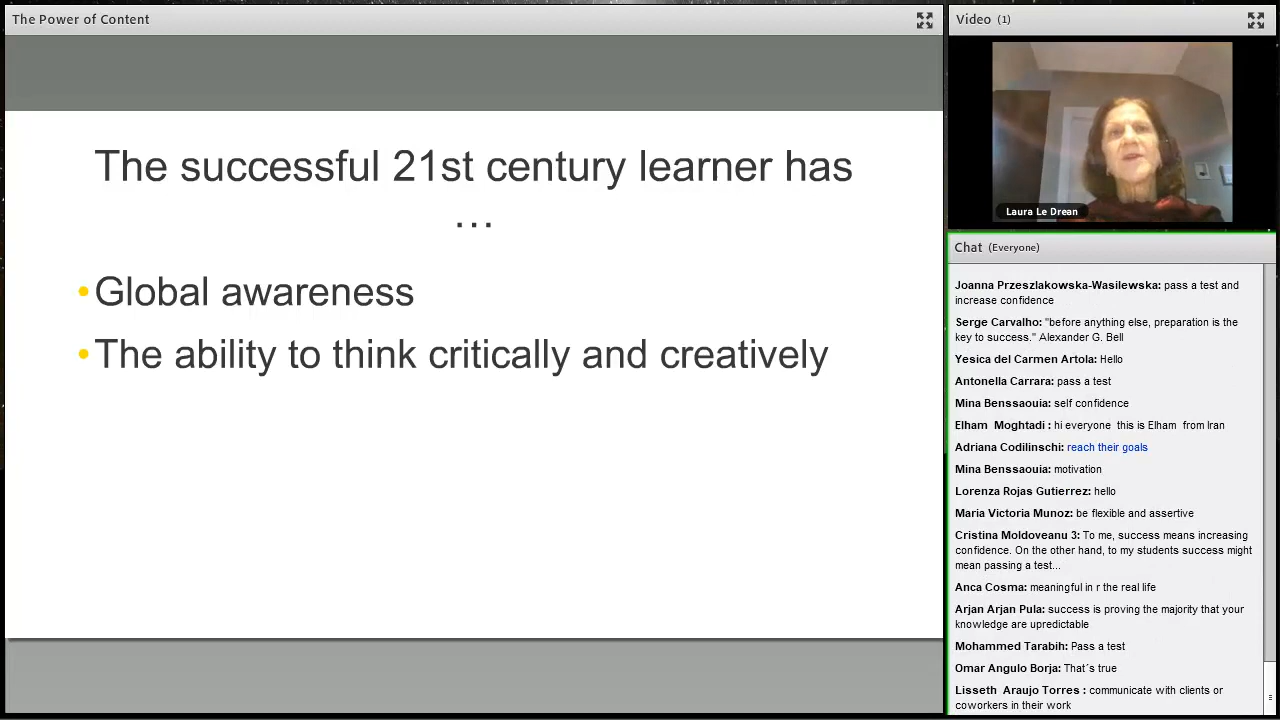 The Power of Content
The successful 21st century learner has
...
•Global awareness
•The ability to think critically and creatively
Video (1)
Laura Le Drean
Chat (Everyone)
Joanna Przeszlakowska-Wasilewska: pass a test and
increase confidence
Serge Carvalho: "before anything else, preparation is the
key to success." Alexander G. Bell
Yesica del Carmen Artola: Hello
Antonella Carrara: pass a test
Mina Benssaouia: self confidence
Elham Moghtadi : hi everyone this is Elham from Iran
Adriana Codilinschi: reach their goals
Mina Benssaouia: motivation
Lorenza Rojas Gutierrez: hello
Maria Victoria Munoz: be flexible and assertive
Cristina Moldoveanu 3: To me, success means increasing
confidence. On the other hand, to my students success might
mean passing a test...
Anca Cosma: meaningful in r the real life
Arjan Arjan Pula: success is proving the majority that your
knowledge are upredictable
Mohammed Tarabih: Pass a test
Omar Angulo Borja: That´s true
Lisseth Araujo Torres : communicate with clients or
coworkers in their work